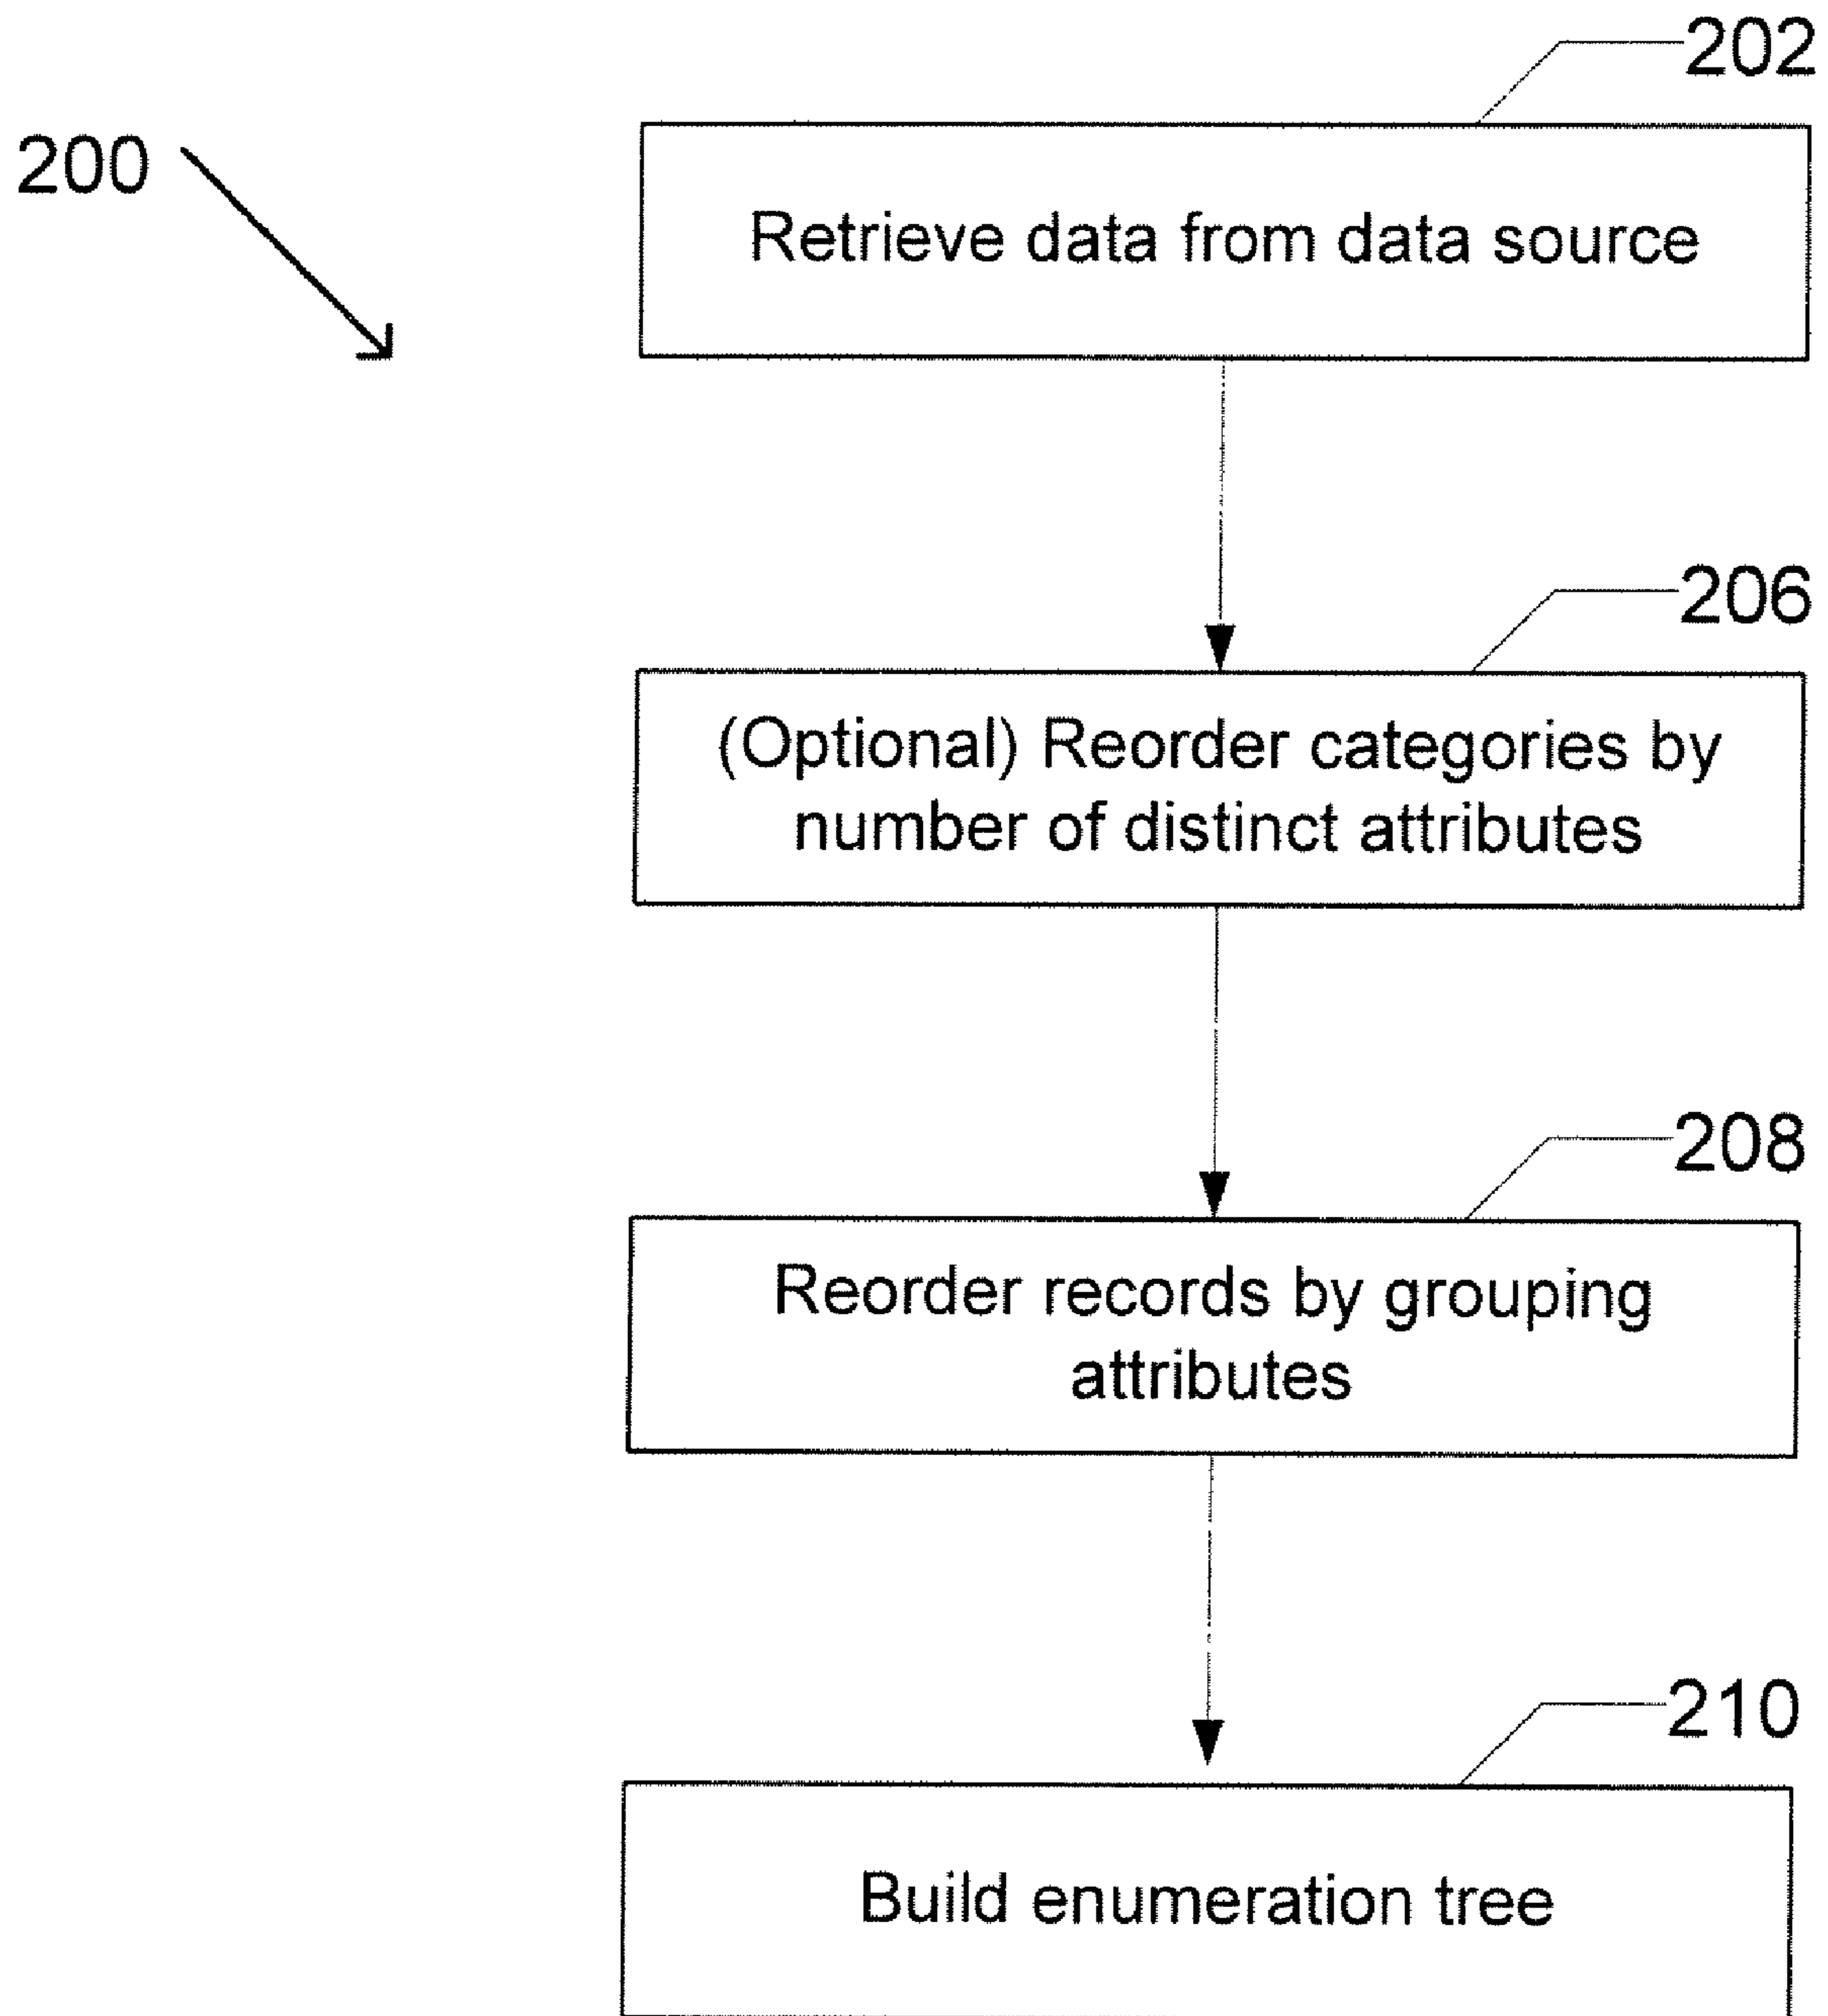 202
200
Retrieve data from data source
206
(Optional) Reorder categories by
number of distinct attributes
208
Reorder records by grouping
attributes
210
Build enumeration tree